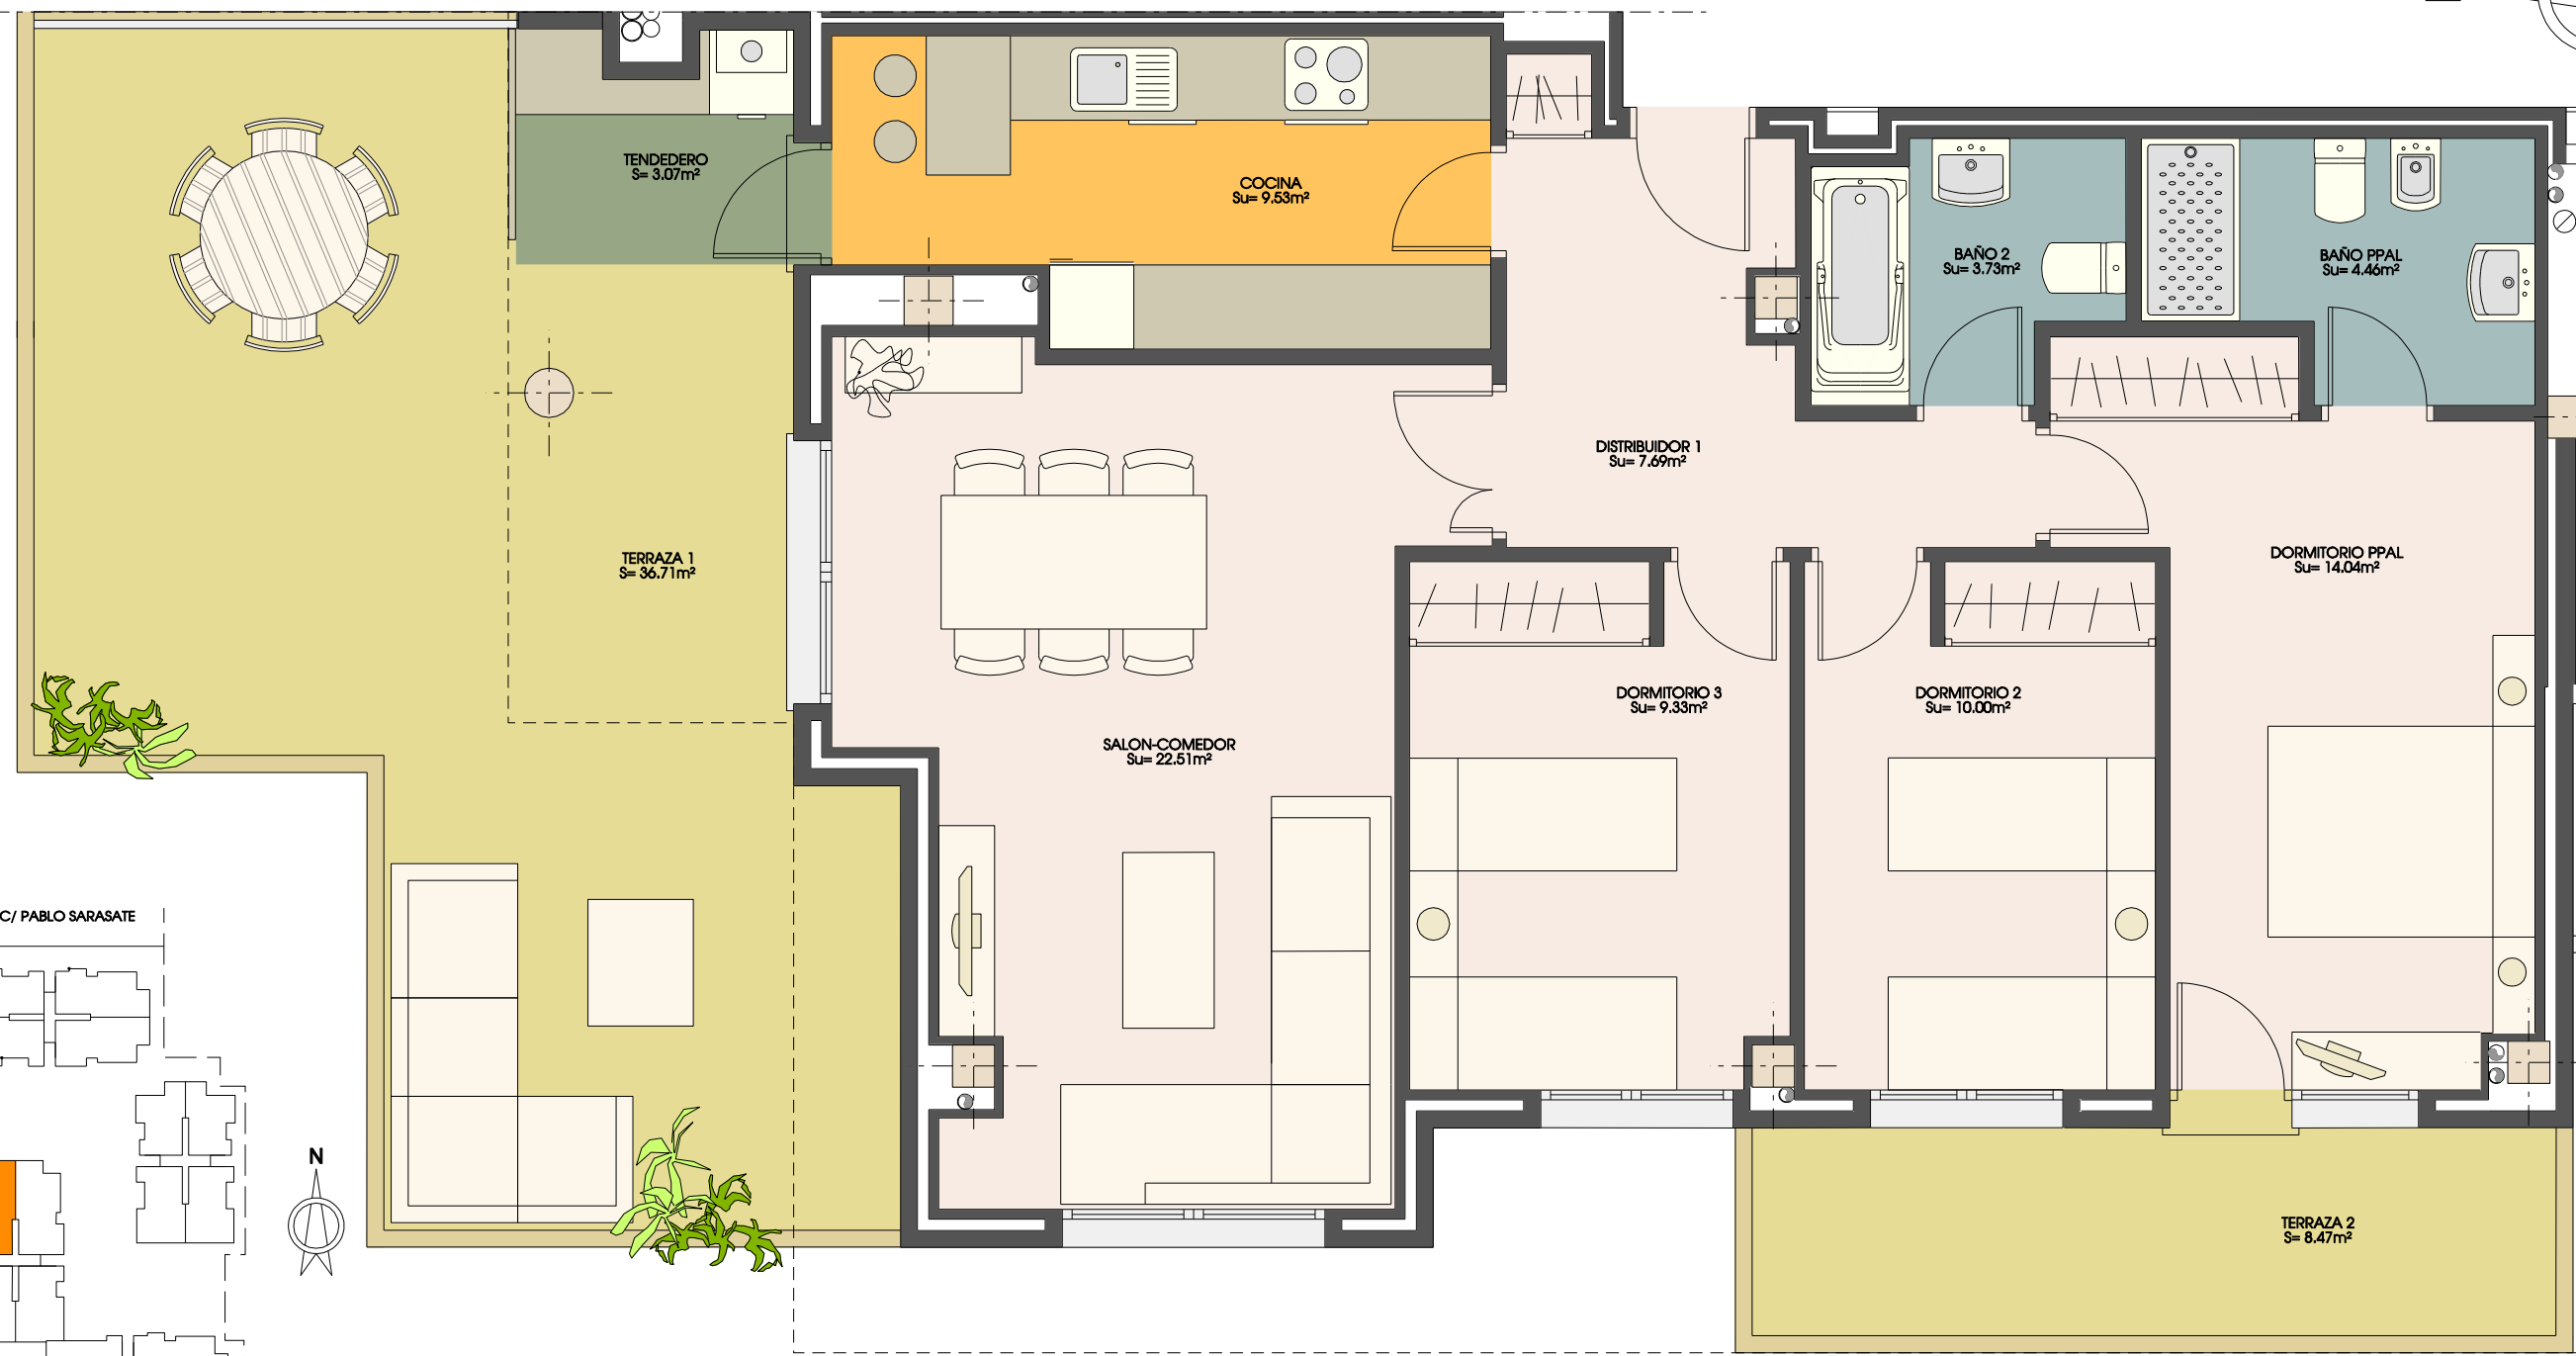 TENDEDERO
S= 3.07m²
COCINA
Su= 9.53m²
BAÑO 2
Su= 3.73m²
BAÑO PPAL
Su= 4.46m²
DISTRIBUIDOR 1
Su= 7.69m²
TERRAZA 1
S= 36.71m²
DORMITORIO PPAL
Su= 14.04m²
DORMITORIO 3
Su= 9.33m²
DORMITORIO 2
Su= 10.00m²
SALON-COMEDOR
Su= 22.51m²
C/ PABLO SARASATE
N
TERRAZA 2
S= 8.47m²